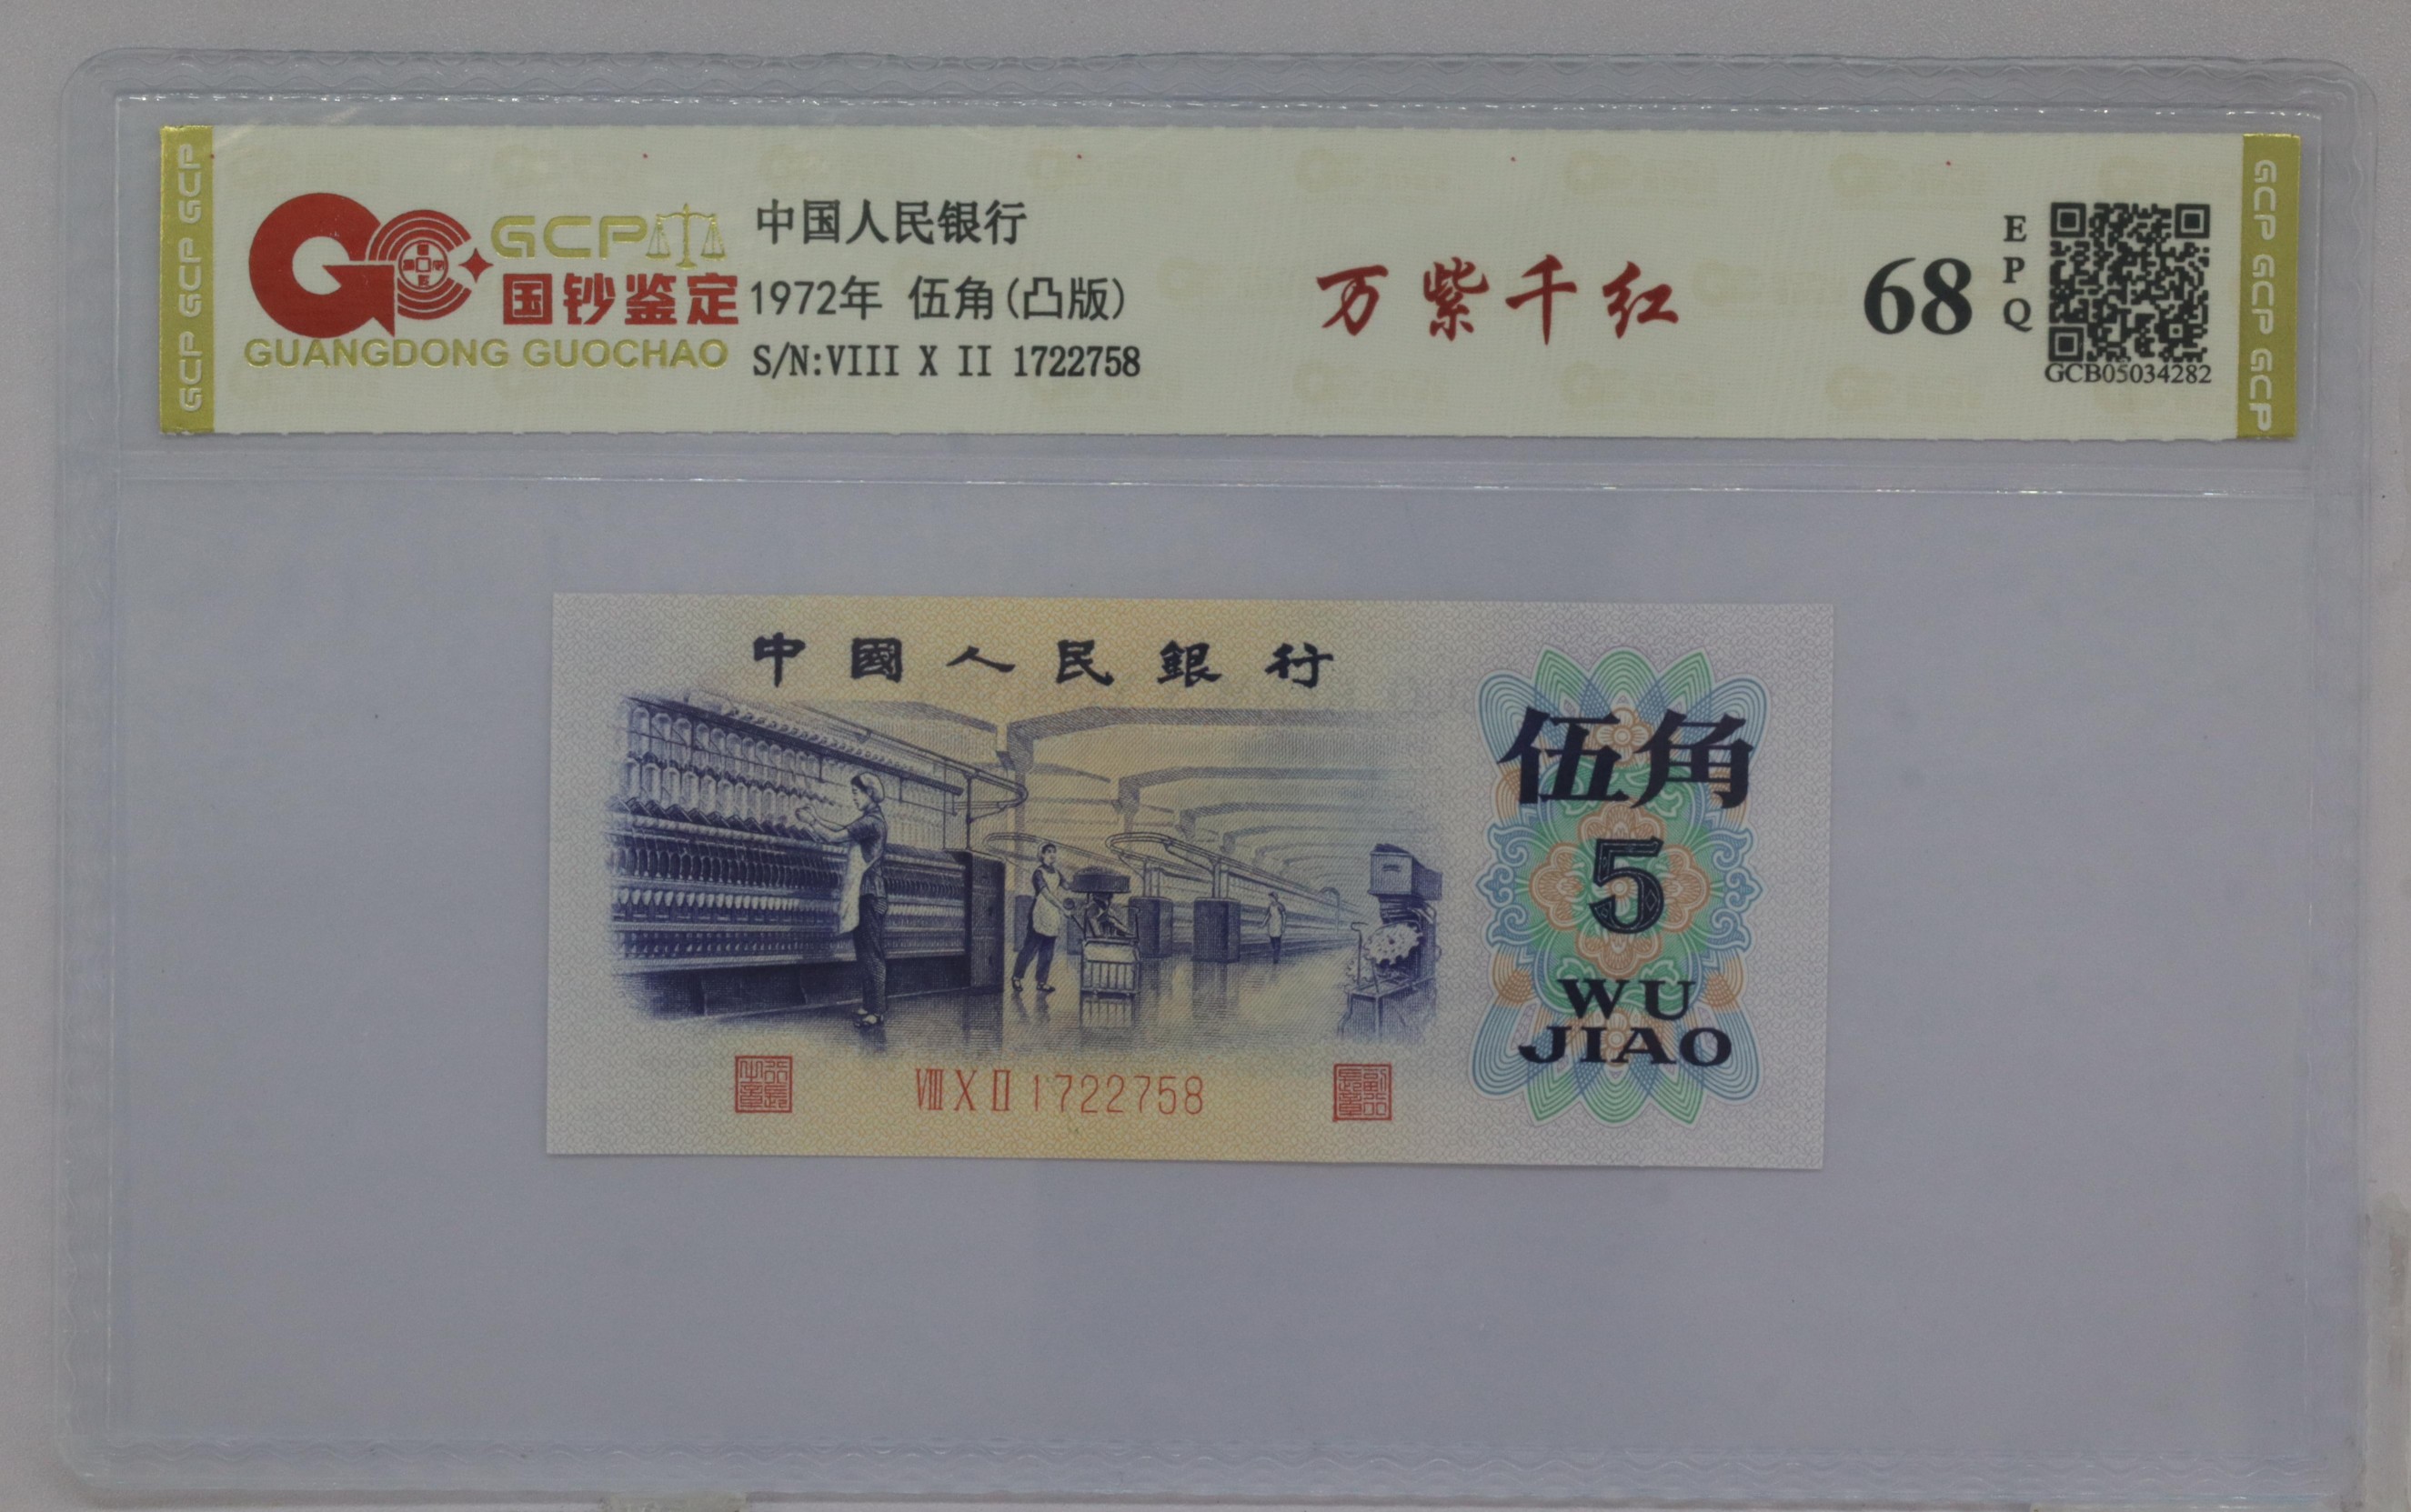 GCP GCP GCP
GCP
国钞鉴定
GUANGDONG GUOCHAO
中国人民银行
1972年 伍角(凸版)
S/N:VIII X II 1722758
万紫千红
68
EPQ
GCB05034282
GCP GCP GCP
中國人民銀行
伍角
5
WU
JIAO
VIII X II 1722758